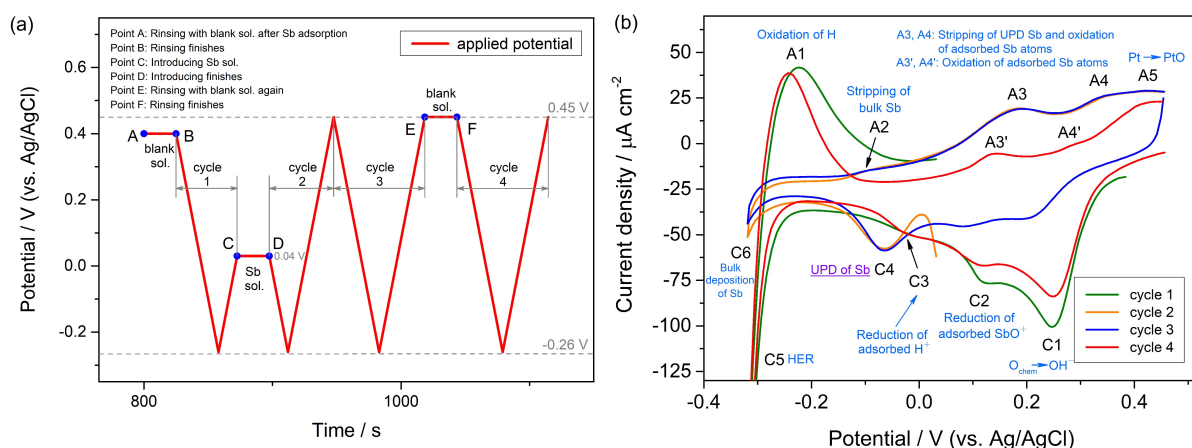 (a)
Point A: Rinsing with blank sol. after Sb adsorption
Point B: Rinsing finishes
Point C: Introducing Sb sol.
Point D: Introducing finishes
Point E: Rinsing with blank sol. again
Point F: Rinsing finishes
applied potential
blank
sol.
0.45 V
A
B
E
F
blank
sol.
cycle
1
cycle
2
cycle
3
cycle
4
C
D
0.04 V
Sb
sol.
-0.26 V
0.6
0.4
0.2
0.0
-0.2
Potential / V (vs. Ag/AgCl)
800
1000
Time / s
(b)
Oxidation of H
A1
A3, A4: Stripping of UPD Sb and oxidation
of adsorbed Sb atoms
A3', A4': Oxidation of adsorbed Sb atoms
Pt → PtO
A3
A4
A5
Stripping of
bulk Sb
A2
A3'
A4'
C6
Bulk
deposition
of Sb
UPD of Sb
C4
C3
Reduction of
adsorbed H+
C2
Reduction of
adsorbed SbO+
C1
Ochem → OH-
C5 HER
cycle 1
cycle 2
cycle 3
cycle 4
50
25
0
-25
-50
-75
-100
-125
Current density / µA cm-2
-0.4
-0.2
0.0
0.2
0.4
Potential / V (vs. Ag/AgCl)